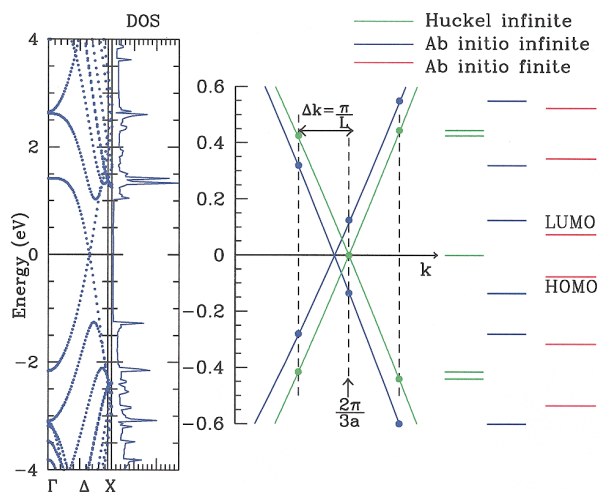 DOS
Huckel infinite
Ab initio infinite
Ab initio finite
4
2
0
-2
-4
Energy (eV)
Γ Δ X
0.6
0.4
0.2
0
-0.2
-0.4
-0.6
Δk=π/L
k
2π/3a
LUMO
HOMO